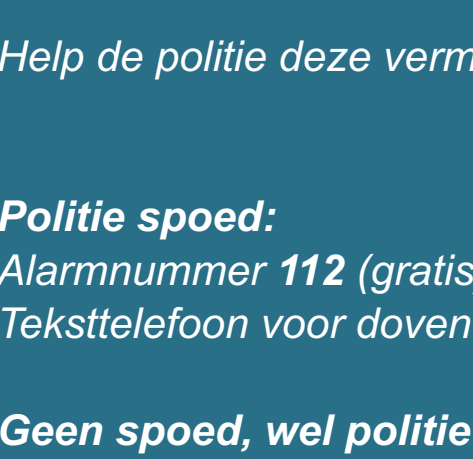 Help de politie deze verm
Politie spoed:
Alarmnummer 112 (gratis
Teksttelefoon voor doven
Geen spoed, wel politie